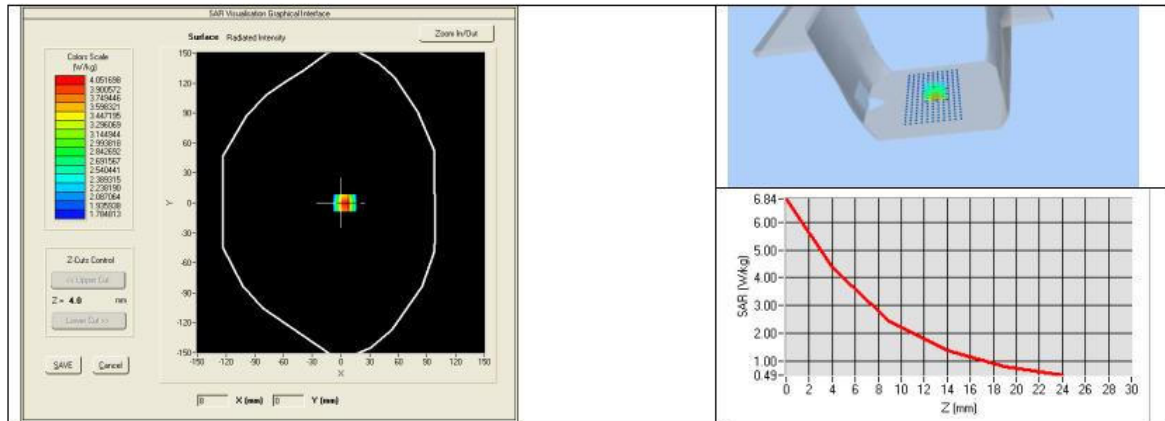 SAR Visualisation Graphical Interface
Surface Radiated Intensity
Zoom In/Out
Colors Scale
(W/kg)
4.051698
3.900572
3.749446
3.598321
3.447195
3.296069
3.144944
2.993818
2.842692
2.691567
2.540441
2.389315
2.238190
2.087064
1.935938
1.784813
150
120
90
60
30
0
-30
-60
-90
-120
-150
Y
-150 -120 -90 -60 -30 0 30 60 90 120 150
X
Z-Cuts Control
<< Upper Cut
Z = 4.0 mm
Lower Cut >>
SAVE Cancel
0 X (mm) 0 Y (mm)
6.84
6.00
5.00
4.00
3.00
2.00
1.00
0.49
SAR (W/kg)
0 2 4 6 8 10 12 14 16 18 20 22 24 26 28 30
Z (mm)